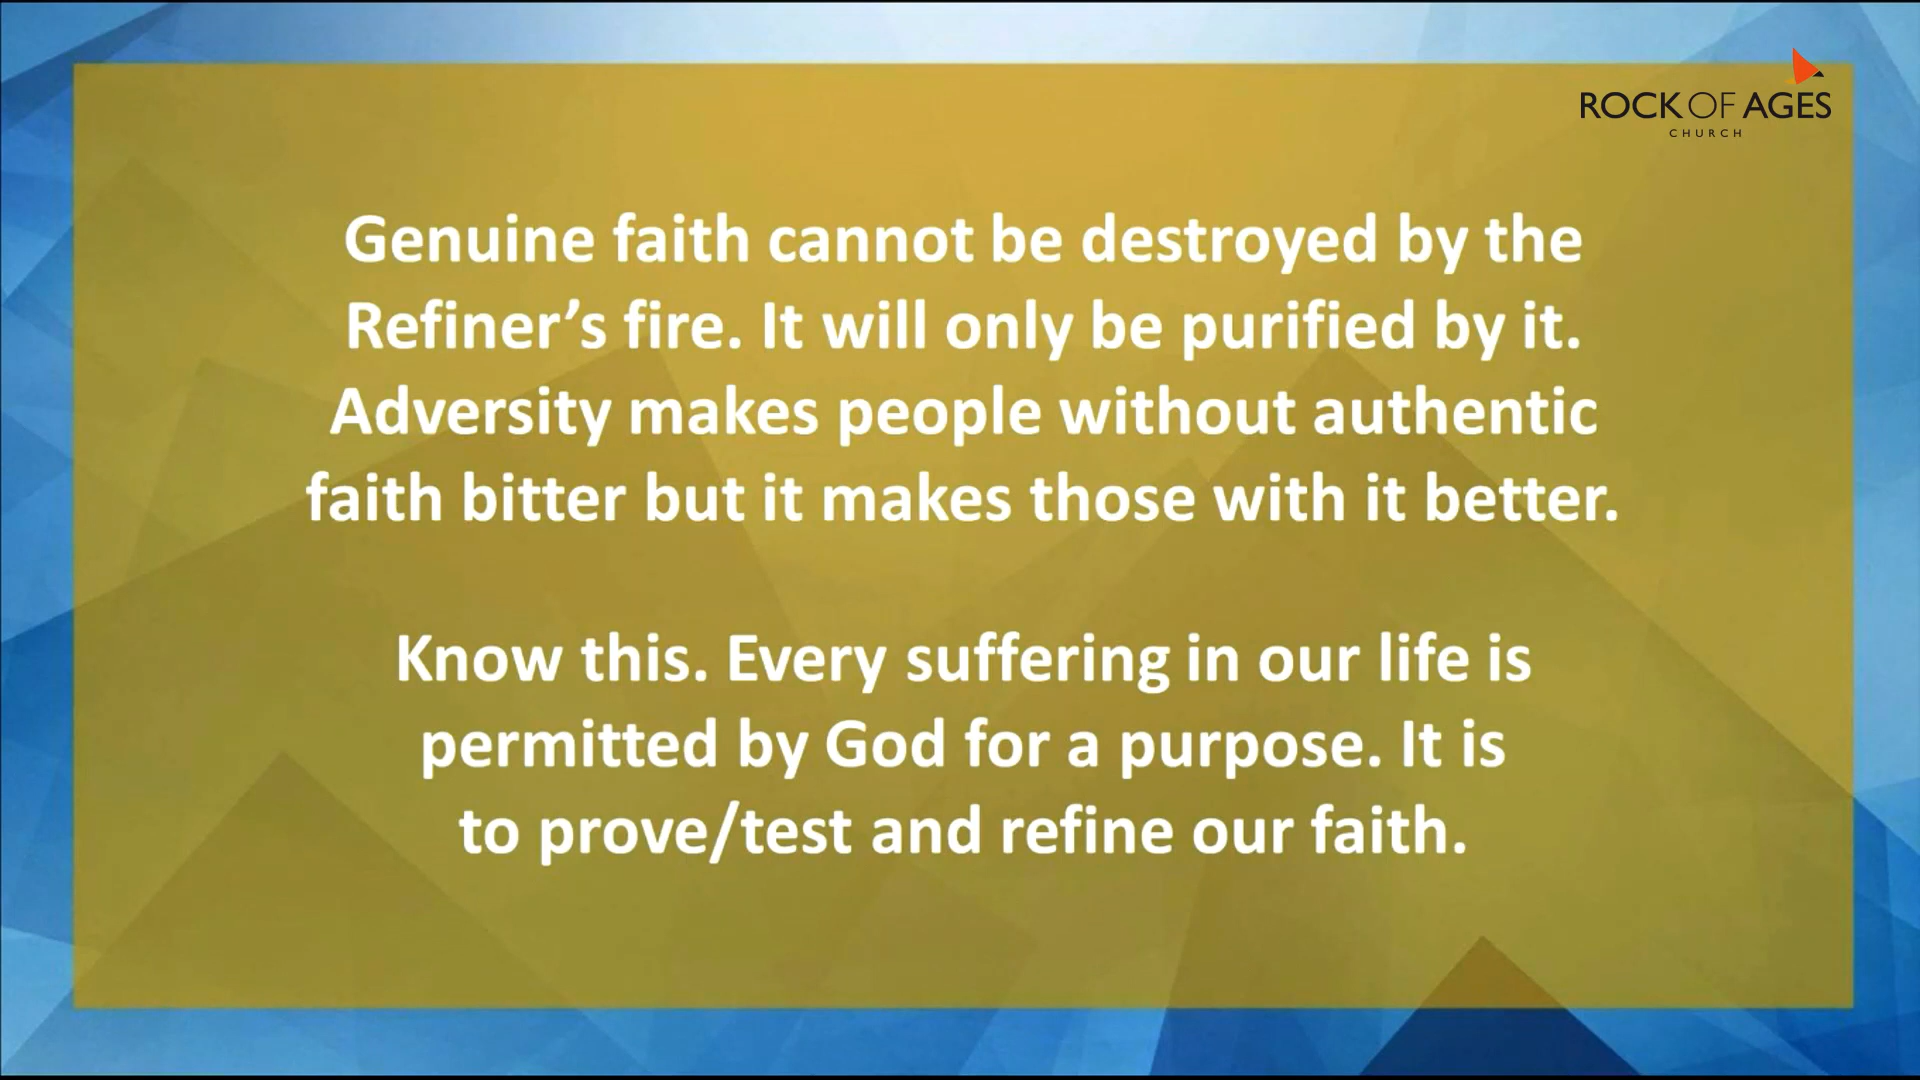 ROCK OF AGES
CHURCH
Genuine faith cannot be destroyed by the
Refiner’s fire. It will only be purified by it.
Adversity makes people without authentic
faith bitter but it makes those with it better.
Know this. Every suffering in our life is
permitted by God for a purpose. It is
to prove/test and refine our faith.